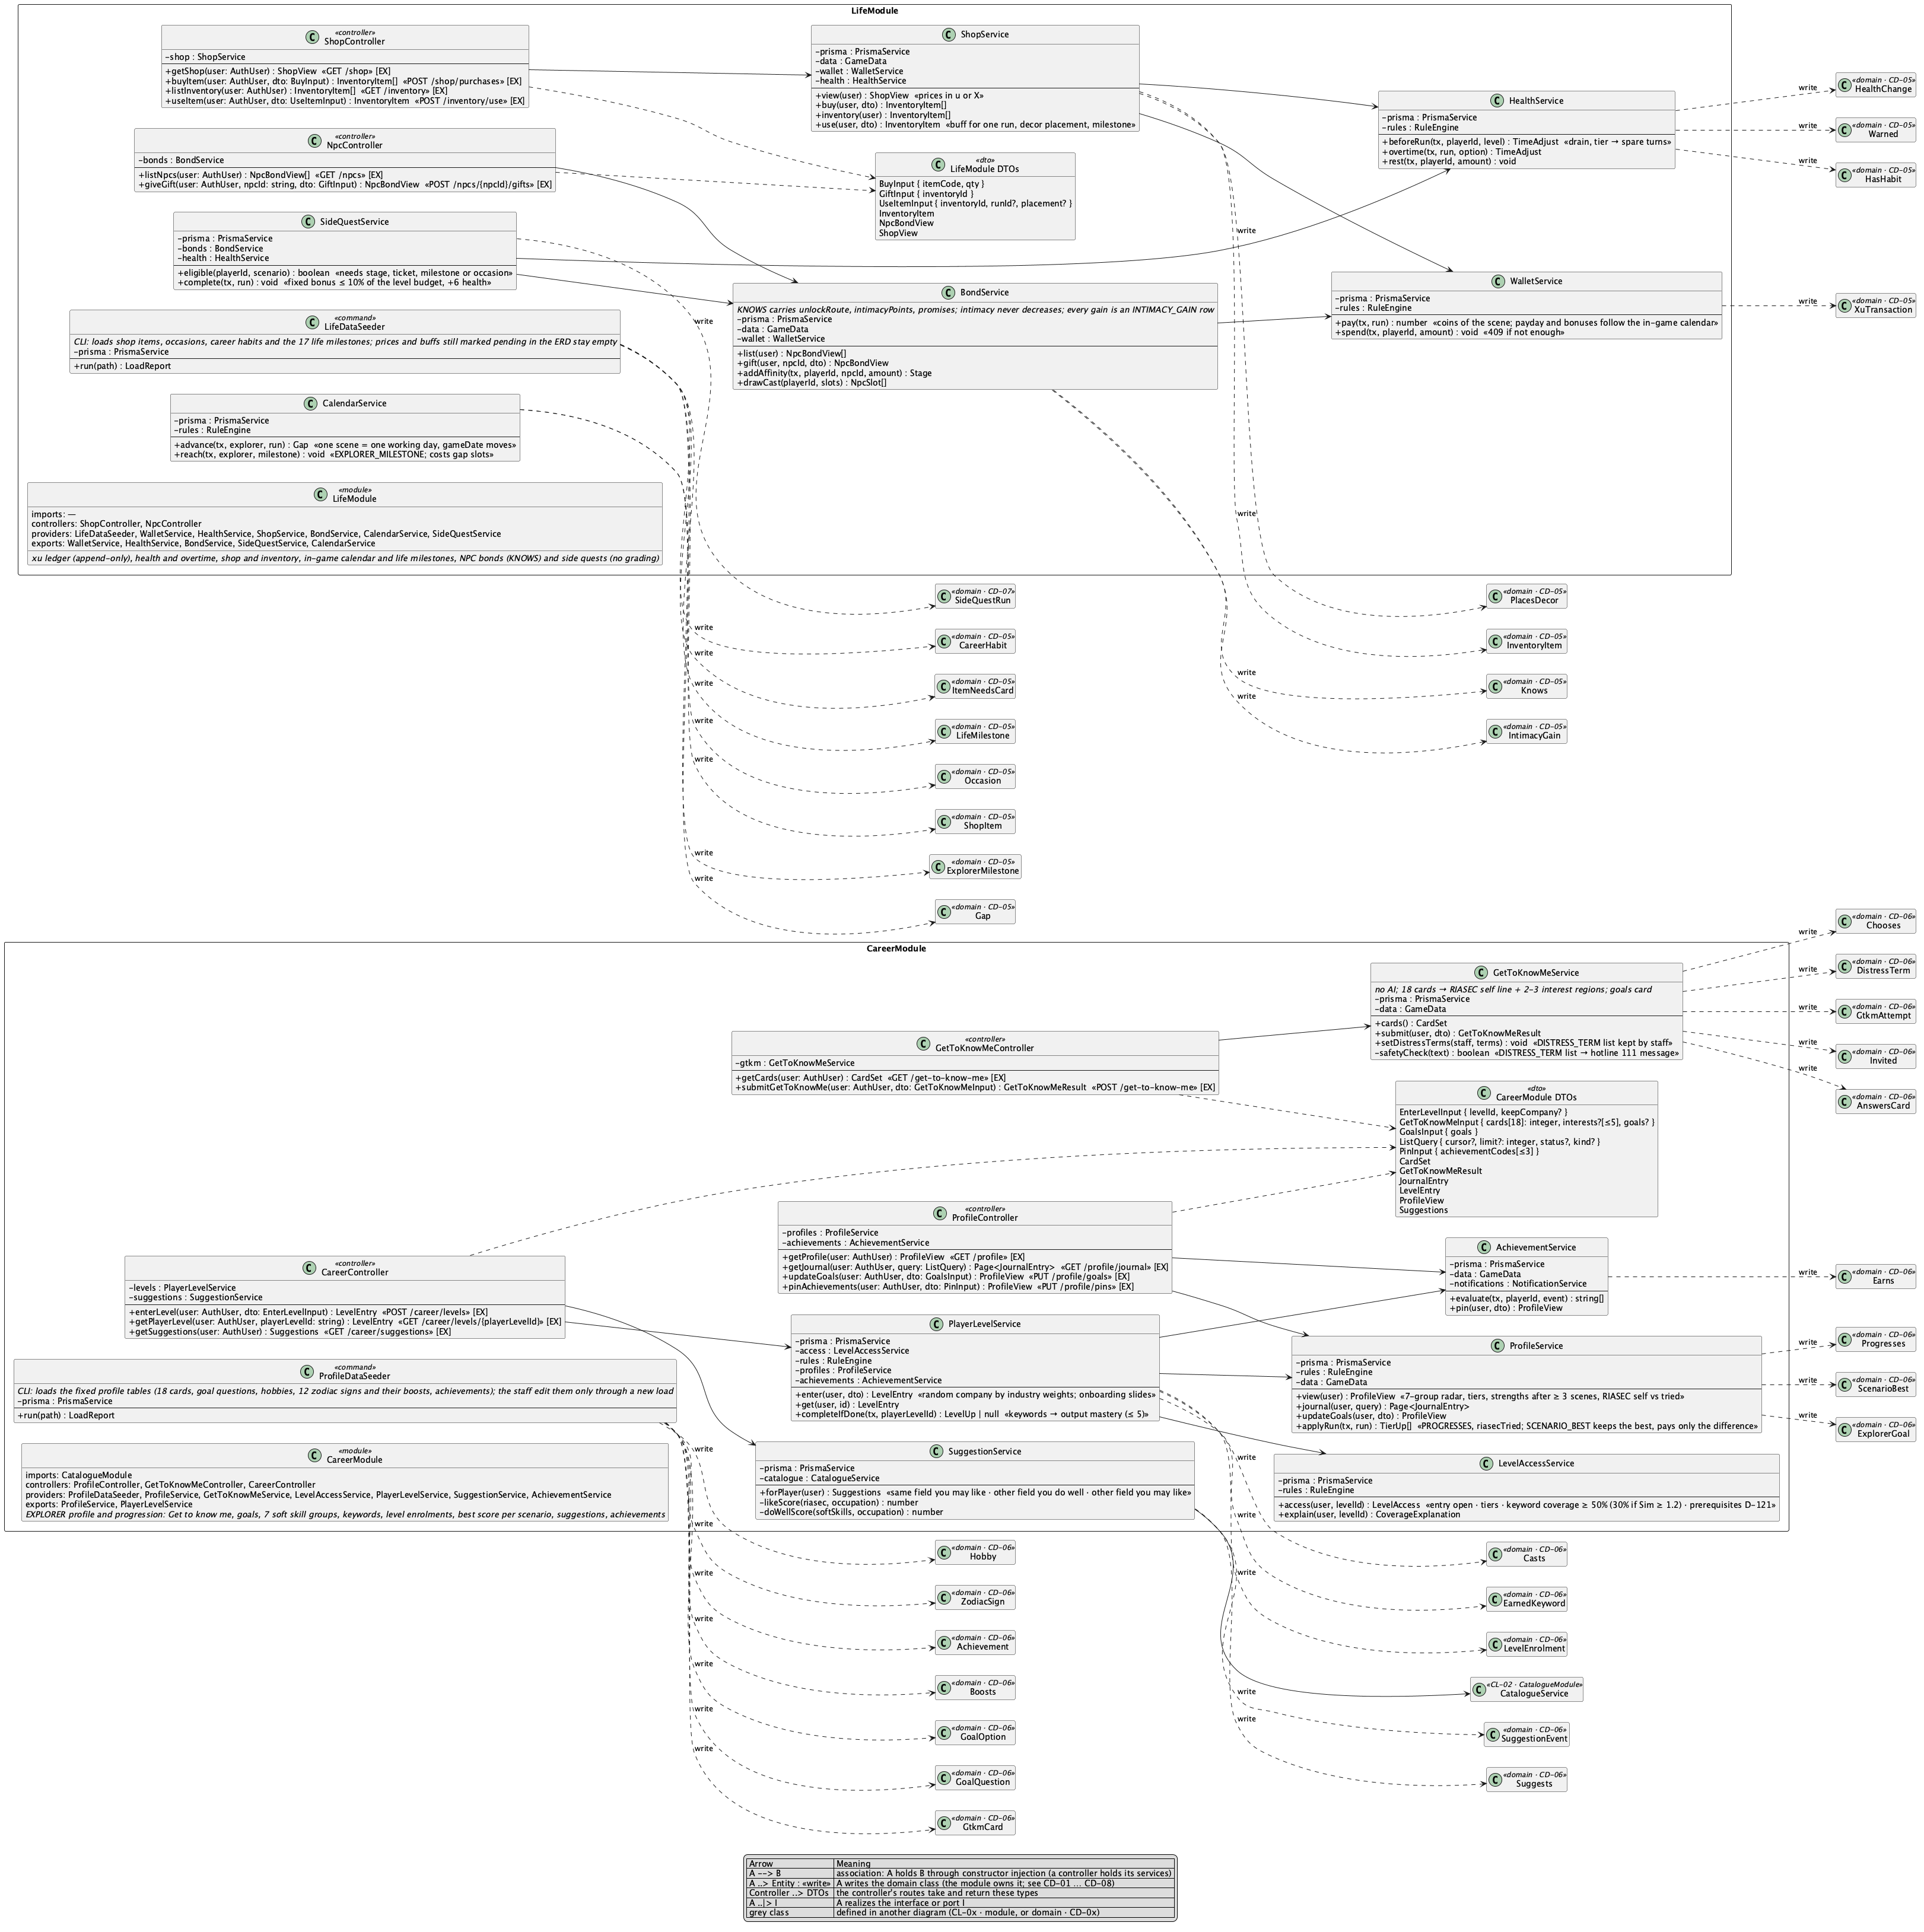 LifeModule
«controller»
ShopController
-shop : ShopService
+getShop(user: AuthUser) : ShopView «GET /shop» [EX]
+buyItem(user: AuthUser, dto: BuyInput) : InventoryItem[] «POST /shop/purchases» [EX]
+listInventory(user: AuthUser) : InventoryItem[] «GET /inventory» [EX]
+useItem(user: AuthUser, dto: UseItemInput) : InventoryItem «POST /inventory/use» [EX]
ShopService
-prisma : PrismaService
-data : GameData
-wallet : WalletService
-health : HealthService
+view(user) : ShopView «prices in u or X»
+buy(user, dto) : InventoryItem[]
+inventory(user) : InventoryItem[]
+use(user, dto) : InventoryItem «buff for one run, decor placement, milestone»
HealthService
-prisma : PrismaService
-rules : RuleEngine
+beforeRun(tx, playerId, level) : TimeAdjust «drain, tier → spare turns»
+overtime(tx, run, option) : TimeAdjust
+rest(tx, playerId, amount) : void
write
«domain · CD-05»
HealthChange
write
«domain · CD-05»
Warned
write
«domain · CD-05»
HasHabit
«controller»
NpcController
-bonds : BondService
+listNpcs(user: AuthUser) : NpcBondView[] «GET /npcs» [EX]
+giveGift(user: AuthUser, npcId: string, dto: GiftInput) : NpcBondView «POST /npcs/{npcId}/gifts» [EX]
«dto»
LifeModule DTOs
BuyInput { itemCode, qty }
GiftInput { inventoryId }
UseItemInput { inventoryId, runId?, placement? }
InventoryItem
NpcBondView
ShopView
SideQuestService
-prisma : PrismaService
-bonds : BondService
-health : HealthService
+eligible(playerId, scenario) : boolean «needs stage, ticket, milestone or occasion»
+complete(tx, run) : void «fixed bonus ≤ 10% of the level budget, +6 health»
write
BondService
KNOWS carries unlockRoute, intimacyPoints, promises; intimacy never decreases; every gain is an INTIMACY_GAIN row
-prisma : PrismaService
-data : GameData
-wallet : WalletService
+list(user) : NpcBondView[]
+gift(user, npcId, dto) : NpcBondView
+addAffinity(tx, playerId, npcId, amount) : Stage
+drawCast(playerId, slots) : NpcSlot[]
WalletService
-prisma : PrismaService
-rules : RuleEngine
+pay(tx, run) : number «coins of the scene; payday and bonuses follow the in-game calendar»
+spend(tx, playerId, amount) : void «409 if not enough»
write
«domain · CD-05»
XuTransaction
«command»
LifeDataSeeder
CLI: loads shop items, occasions, career habits and the 17 life milestones; prices and buffs still marked pending in the ERD stay empty
-prisma : PrismaService
+run(path) : LoadReport
write
CalendarService
-prisma : PrismaService
-rules : RuleEngine
+advance(tx, explorer, run) : Gap «one scene = one working day, gameDate moves»
+reach(tx, explorer, milestone) : void «EXPLORER_MILESTONE; costs gap slots»
write
«module»
LifeModule
imports: —
controllers: ShopController, NpcController
providers: LifeDataSeeder, WalletService, HealthService, ShopService, BondService, CalendarService, SideQuestService
exports: WalletService, HealthService, BondService, SideQuestService, CalendarService
xu ledger (append-only), health and overtime, shop and inventory, in-game calendar and life milestones, NPC bonds (KNOWS) and side quests (no grading)
«domain · CD-07»
SideQuestRun
«domain · CD-05»
PlacesDecor
write
«domain · CD-05»
CareerHabit
«domain · CD-05»
InventoryItem
write
«domain · CD-05»
ItemNeedsCard
write
«domain · CD-05»
Knows
write
«domain · CD-05»
LifeMilestone
write
«domain · CD-05»
IntimacyGain
write
«domain · CD-05»
Occasion
write
«domain · CD-05»
ShopItem
write
«domain · CD-05»
ExplorerMilestone
write
«domain · CD-05»
Gap
CareerModule
write
«domain · CD-06»
Chooses
write
«domain · CD-06»
DistressTerm
write
«domain · CD-06»
GtkmAttempt
write
«domain · CD-06»
Invited
write
«domain · CD-06»
AnswersCard
GetToKnowMeService
no AI; 18 cards → RIASEC self line + 2-3 interest regions; goals card
-prisma : PrismaService
-data : GameData
+cards() : CardSet
+submit(user, dto) : GetToKnowMeResult
+setDistressTerms(staff, terms) : void «DISTRESS_TERM list kept by staff»
-safetyCheck(text) : boolean «DISTRESS_TERM list → hotline 111 message»
«controller»
GetToKnowMeController
-gtkm : GetToKnowMeService
+getCards(user: AuthUser) : CardSet «GET /get-to-know-me» [EX]
+submitGetToKnowMe(user: AuthUser, dto: GetToKnowMeInput) : GetToKnowMeResult «POST /get-to-know-me» [EX]
«dto»
CareerModule DTOs
EnterLevelInput { levelId, keepCompany? }
GetToKnowMeInput { cards[18]: integer, interests?[≤5], goals? }
GoalsInput { goals }
ListQuery { cursor?, limit?: integer, status?, kind? }
PinInput { achievementCodes[≤3] }
CardSet
GetToKnowMeResult
JournalEntry
LevelEntry
ProfileView
Suggestions
«controller»
ProfileController
-profiles : ProfileService
-achievements : AchievementService
+getProfile(user: AuthUser) : ProfileView «GET /profile» [EX]
+getJournal(user: AuthUser, query: ListQuery) : Page<JournalEntry> «GET /profile/journal» [EX]
+updateGoals(user: AuthUser, dto: GoalsInput) : ProfileView «PUT /profile/goals» [EX]
+pinAchievements(user: AuthUser, dto: PinInput) : ProfileView «PUT /profile/pins» [EX]
AchievementService
-prisma : PrismaService
-data : GameData
-notifications : NotificationService
+evaluate(tx, playerId, event) : string[]
+pin(user, dto) : ProfileView
write
«domain · CD-06»
Earns
«controller»
CareerController
-levels : PlayerLevelService
-suggestions : SuggestionService
+enterLevel(user: AuthUser, dto: EnterLevelInput) : LevelEntry «POST /career/levels» [EX]
+getPlayerLevel(user: AuthUser, playerLevelId: string) : LevelEntry «GET /career/levels/{playerLevelId}» [EX]
+getSuggestions(user: AuthUser) : Suggestions «GET /career/suggestions» [EX]
PlayerLevelService
-prisma : PrismaService
-access : LevelAccessService
-rules : RuleEngine
-profiles : ProfileService
-achievements : AchievementService
+enter(user, dto) : LevelEntry «random company by industry weights; onboarding slides»
+get(user, id) : LevelEntry
+completeIfDone(tx, playerLevelId) : LevelUp | null «keywords → output mastery (≤ 5)»
ProfileService
-prisma : PrismaService
-rules : RuleEngine
-data : GameData
+view(user) : ProfileView «7-group radar, tiers, strengths after ≥ 3 scenes, RIASEC self vs tried»
+journal(user, query) : Page<JournalEntry>
+updateGoals(user, dto) : ProfileView
+applyRun(tx, run) : TierUp[] «PROGRESSES, riasecTried; SCENARIO_BEST keeps the best, pays only the difference»
write
«domain · CD-06»
Progresses
write
«domain · CD-06»
ScenarioBest
write
«domain · CD-06»
ExplorerGoal
«command»
ProfileDataSeeder
CLI: loads the fixed profile tables (18 cards, goal questions, hobbies, 12 zodiac signs and their boosts, achievements); the staff edit them only through a new load
-prisma : PrismaService
+run(path) : LoadReport
«module»
CareerModule
imports: CatalogueModule
controllers: ProfileController, GetToKnowMeController, CareerController
providers: ProfileDataSeeder, ProfileService, GetToKnowMeService, LevelAccessService, PlayerLevelService, SuggestionService, AchievementService
exports: ProfileService, PlayerLevelService
EXPLORER profile and progression: Get to know me, goals, 7 soft skill groups, keywords, level enrolments, best score per scenario, suggestions, achievements
write
SuggestionService
-prisma : PrismaService
-catalogue : CatalogueService
+forPlayer(user) : Suggestions «same field you may like · other field you do well · other field you may like»
-likeScore(riasec, occupation) : number
-doWellScore(softSkills, occupation) : number
write
LevelAccessService
-prisma : PrismaService
-rules : RuleEngine
+access(user, levelId) : LevelAccess «entry open · tiers · keyword coverage ≥ 50% (30% if Sim ≥ 1.2) · prerequisites D-121»
+explain(user, levelId) : CoverageExplanation
write
«domain · CD-06»
Hobby
write
«domain · CD-06»
Casts
write
«domain · CD-06»
ZodiacSign
write
«domain · CD-06»
EarnedKeyword
write
«domain · CD-06»
Achievement
«domain · CD-06»
LevelEnrolment
write
«domain · CD-06»
Boosts
«CL-02 · CatalogueModule»
CatalogueService
write
«domain · CD-06»
GoalOption
write
«domain · CD-06»
SuggestionEvent
write
«domain · CD-06»
GoalQuestion
write
«domain · CD-06»
Suggests
«domain · CD-06»
GtkmCard
Arrow Meaning
A --> B association: A holds B through constructor injection (a controller holds its services)
A ..> Entity : «write» A writes the domain class (the module owns it; see CD-01 ... CD-08)
Controller ..> DTOs the controller's routes take and return these types
A ..|> I A realizes the interface or port I
grey class defined in another diagram (CL-0x · module, or domain · CD-0x)